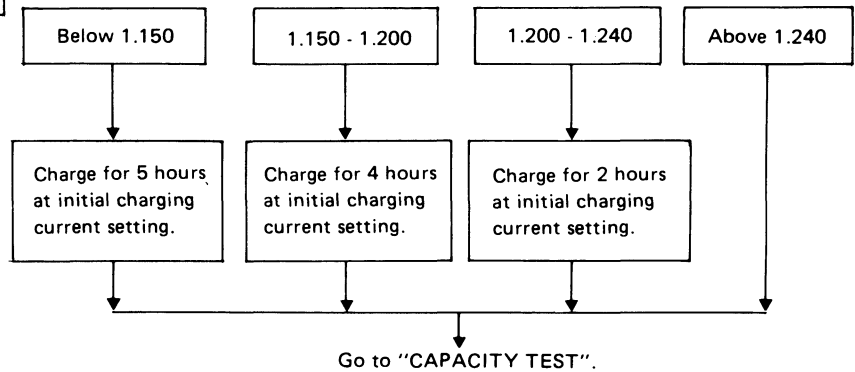 Below 1.150
1.150 - 1.200
1.200 - 1.240
Above 1.240
Charge for 5 hours
at initial charging
current setting.
Charge for 4 hours
at initial charging
current setting.
Charge for 2 hours
at initial charging
current setting.
Go to "CAPACITY TEST".